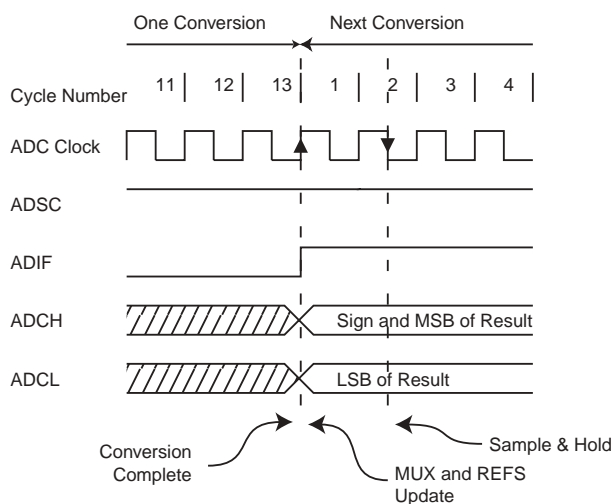 One Conversion Next Conversion
Cycle Number 11 12 13 1 2 3 4
ADC Clock
ADSC
ADIF
ADCH Sign and MSB of Result
ADCL LSB of Result
Conversion
Complete
MUX and REFS
Update
Sample & Hold